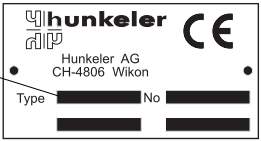 hunkeler CE
Hunkeler AG
CH-4806 Wikon
Type No